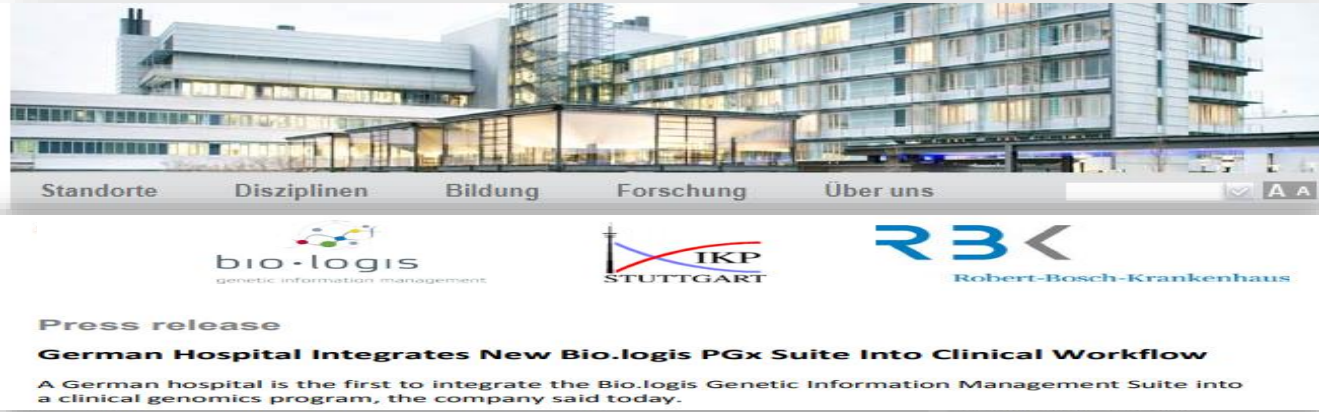 Standorte Disziplinen Bildung Forschung Über uns A A
bio·logis
genetic information management
IKP
STUTTGART
RBK
Robert-Bosch-Krankenhaus
Press release
German Hospital Integrates New Bio.logis PGx Suite Into Clinical Workflow
A German hospital is the first to integrate the Bio.logis Genetic Information Management Suite into
a clinical genomics program, the company said today.